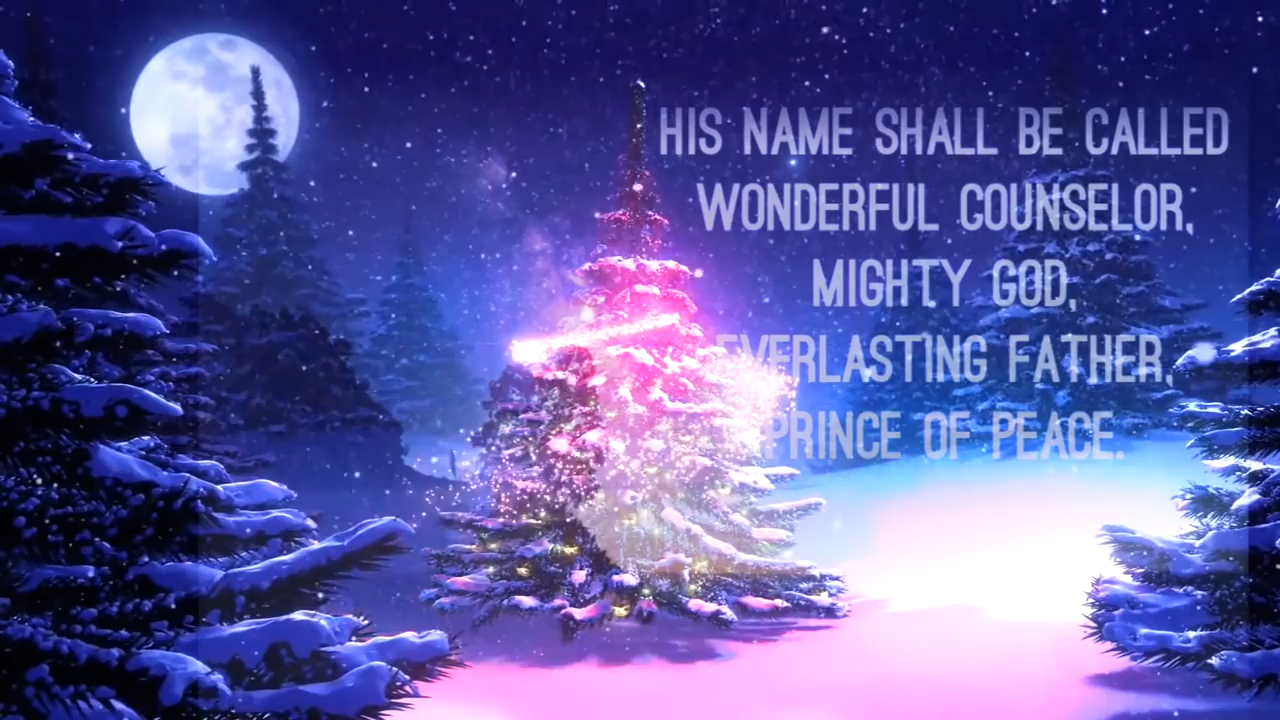 HIS NAME SHALL BE CALLED
WONDERFUL COUNSELOR,
MIGHTY GOD,
EVERLASTING FATHER,
PRINCE OF PEACE.